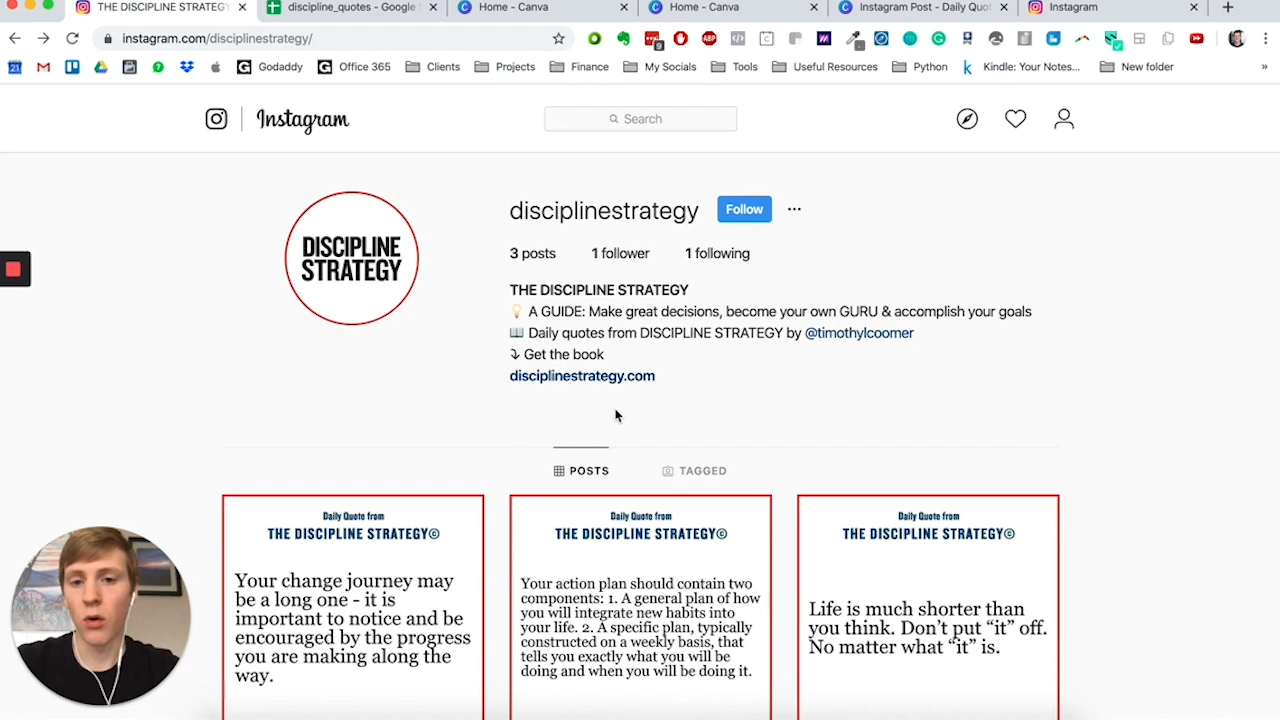 THE DISCIPLINE STRATEGY
discipline_quotes - Google
Home - Canva
Home - Canva
Instagram Post - Daily Quot
Instagram
instagram.com/disciplinestrategy/
9
ABP
21
Godaddy
Office 365
Clients
Projects
Finance
My Socials
Tools
Useful Resources
Python
Kindle: Your Notes...
New folder
Instagram
Search
DISCIPLINE
STRATEGY
disciplinestrategy
Follow
3 posts
1 follower
1 following
THE DISCIPLINE STRATEGY
💡 A GUIDE: Make great decisions, become your own GURU & accomplish your goals
📖 Daily quotes from DISCIPLINE STRATEGY by @timothylcoomer
⤵ Get the book
disciplinestrategy.com
POSTS
TAGGED
Daily Quote from
THE DISCIPLINE STRATEGY©
Your change journey may
be a long one - it is
important to notice and be
encouraged by the progress
you are making along the
way.
Daily Quote from
THE DISCIPLINE STRATEGY©
Your action plan should contain two
components: 1. A general plan of how
you will integrate new habits into
your life. 2. A specific plan, typically
constructed on a weekly basis, that
tells you exactly what you will be
doing and when you will be doing it.
Daily Quote from
THE DISCIPLINE STRATEGY©
Life is much shorter than
you think. Don't put “it” off.
No matter what “it” is.